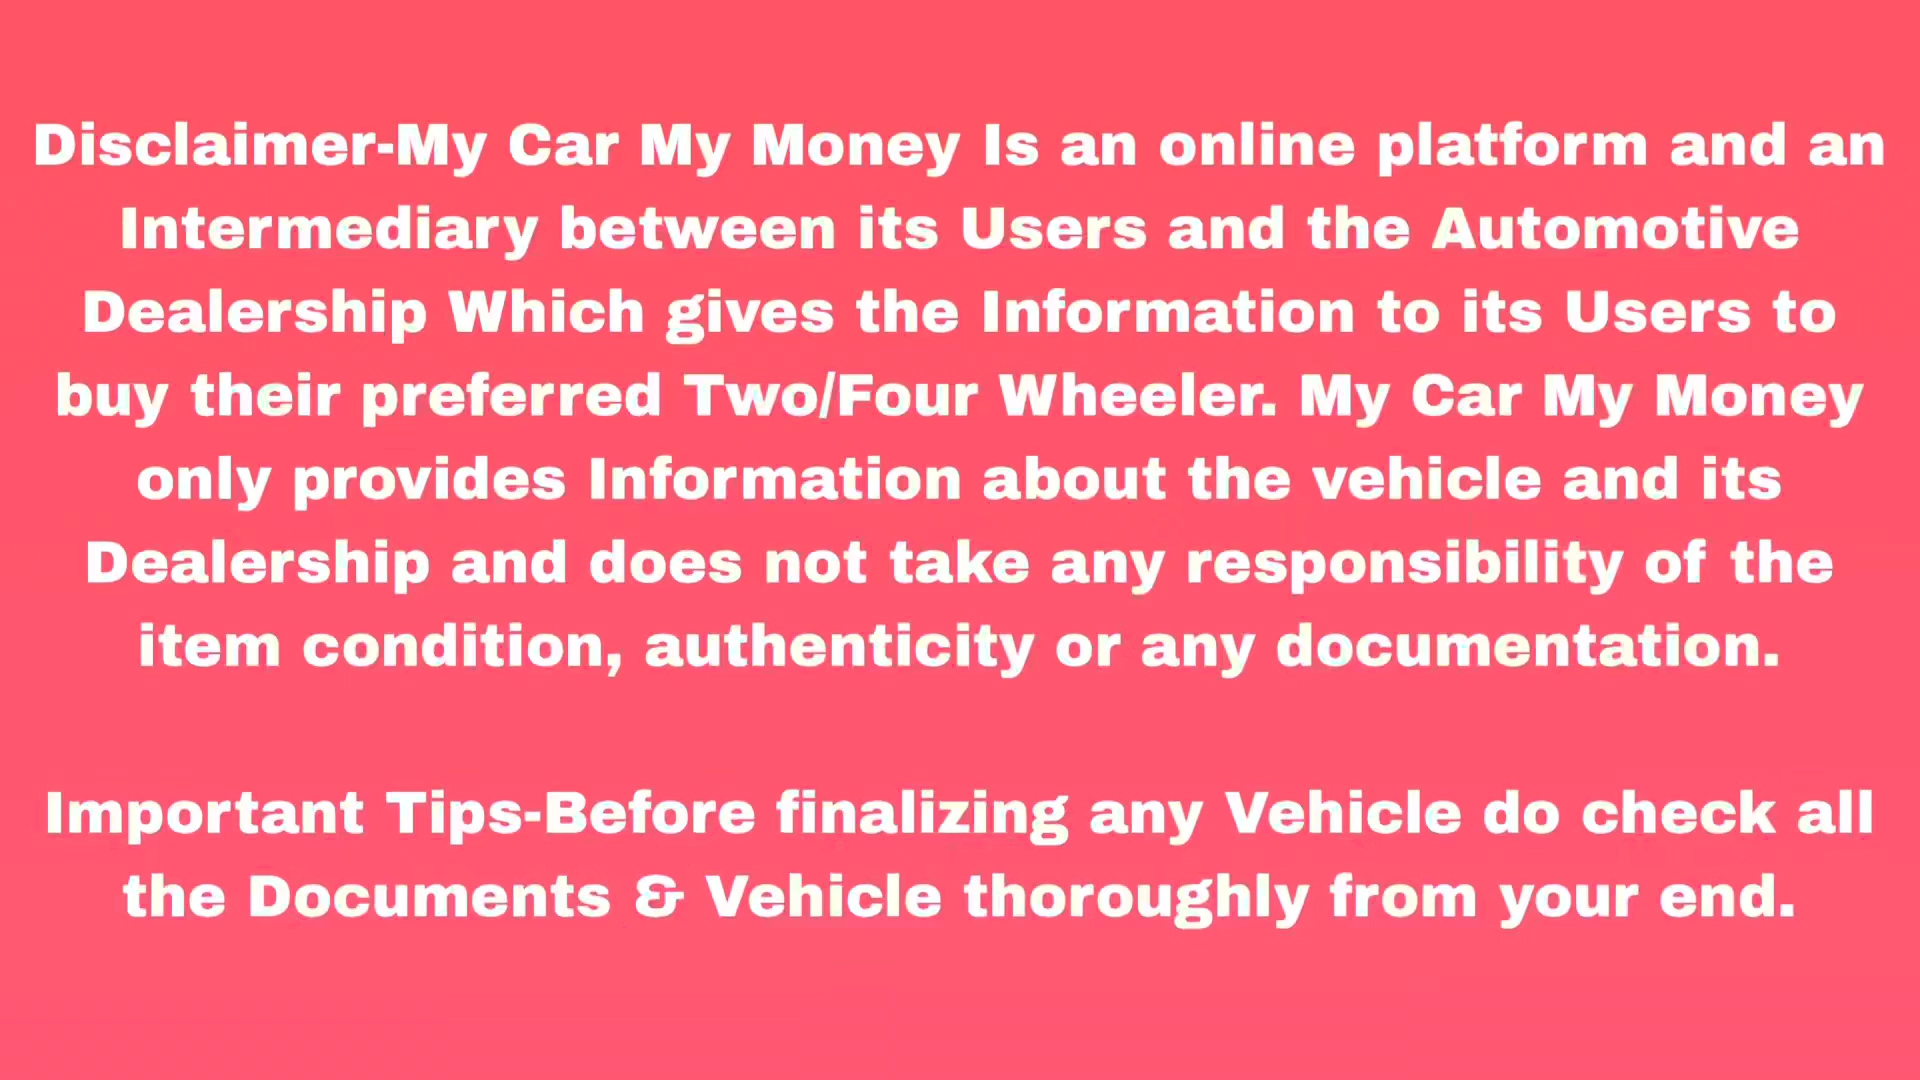 Disclaimer-My Car My Money Is an online platform and an
Intermediary between its Users and the Automotive
Dealership Which gives the Information to its Users to
buy their preferred Two/Four Wheeler. My Car My Money
only provides Information about the vehicle and its
Dealership and does not take any responsibility of the
item condition, authenticity or any documentation.
Important Tips-Before finalizing any Vehicle do check all
the Documents & Vehicle thoroughly from your end.